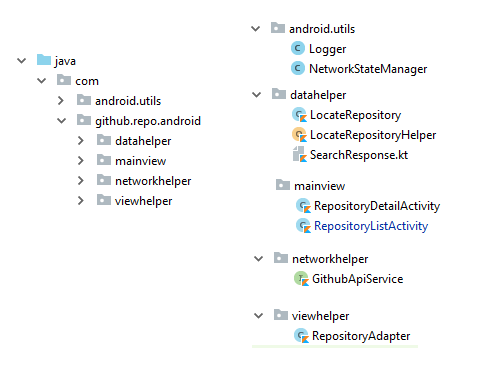 java
com
android.utils
github.repo.android
datahelper
mainview
networkhelper
viewhelper
android.utils
Logger
NetworkStateManager
datahelper
LocateRepository
LocateRepositoryHelper
SearchResponse.kt
mainview
RepositoryDetailActivity
RepositoryListActivity
networkhelper
GithubApiService
viewhelper
RepositoryAdapter